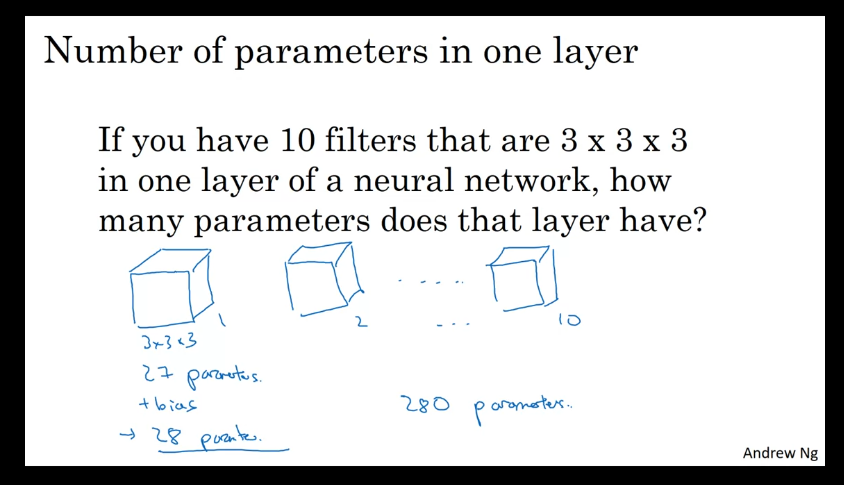 Number of parameters in one layer
If you have 10 filters that are 3 x 3 x 3
in one layer of a neural network, how
many parameters does that layer have?
1
2
10
3x3x3
27 parameters.
+bias
→ 28 
280 parameters..
Andrew Ng